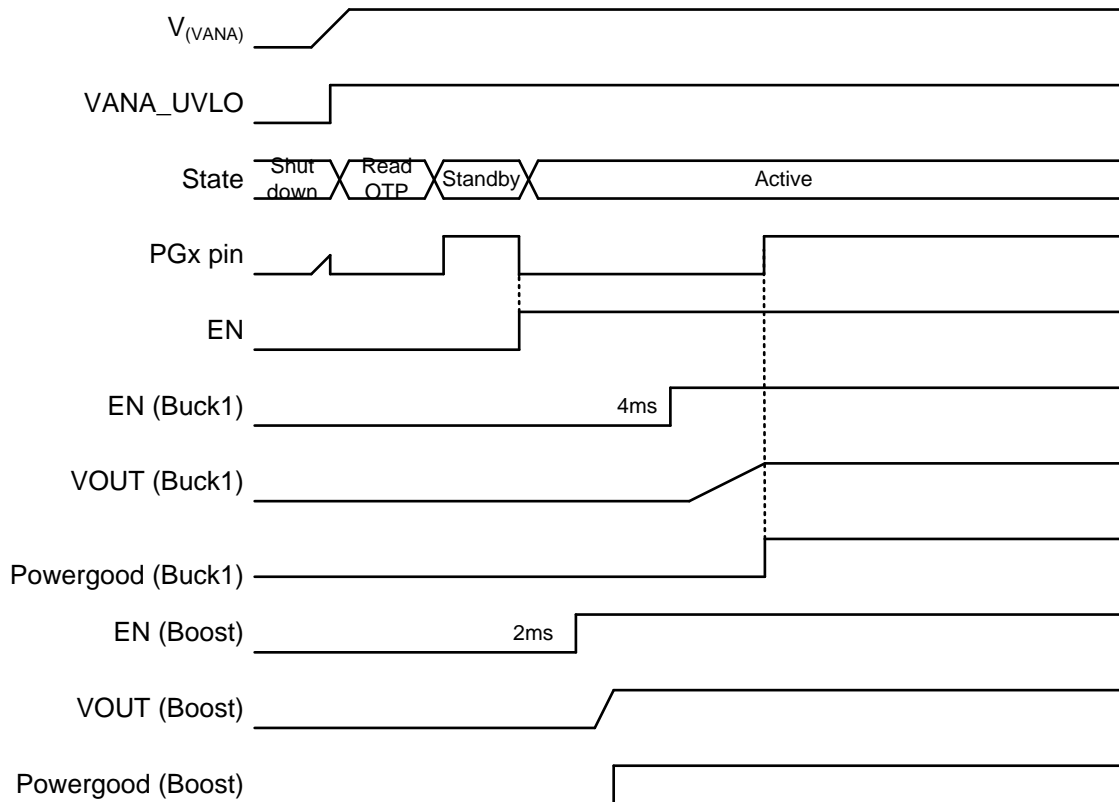 V(VANA)
VANA_UVLO
State
Shut
down
Read
OTP
Standby
Active
PGx pin
EN
EN (Buck1)
4ms
VOUT (Buck1)
Powergood (Buck1)
EN (Boost)
2ms
VOUT (Boost)
Powergood (Boost)